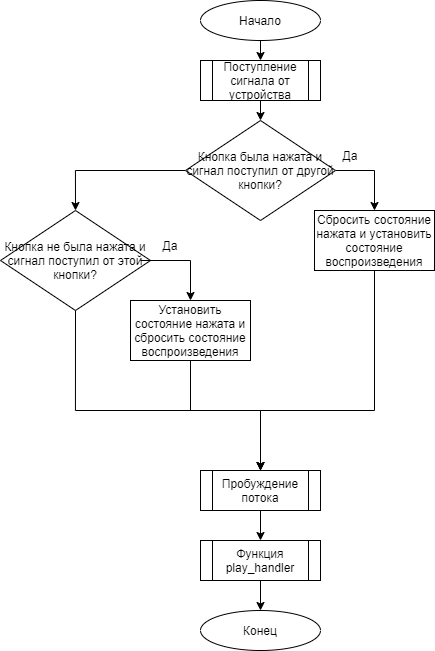 Начало
Поступление
сигнала от
устройства
Кнопка была нажата и
сигнал поступил от другой
кнопки?
Да
Сбросить состояние
нажата и установить
состояние
воспроизведения
Кнопка не была нажата и
сигнал поступил от этой
кнопки?
Да
Установить
состояние нажата и
сбросить состояние
воспроизведения
Пробуждение
потока
Функция
play_handler
Конец